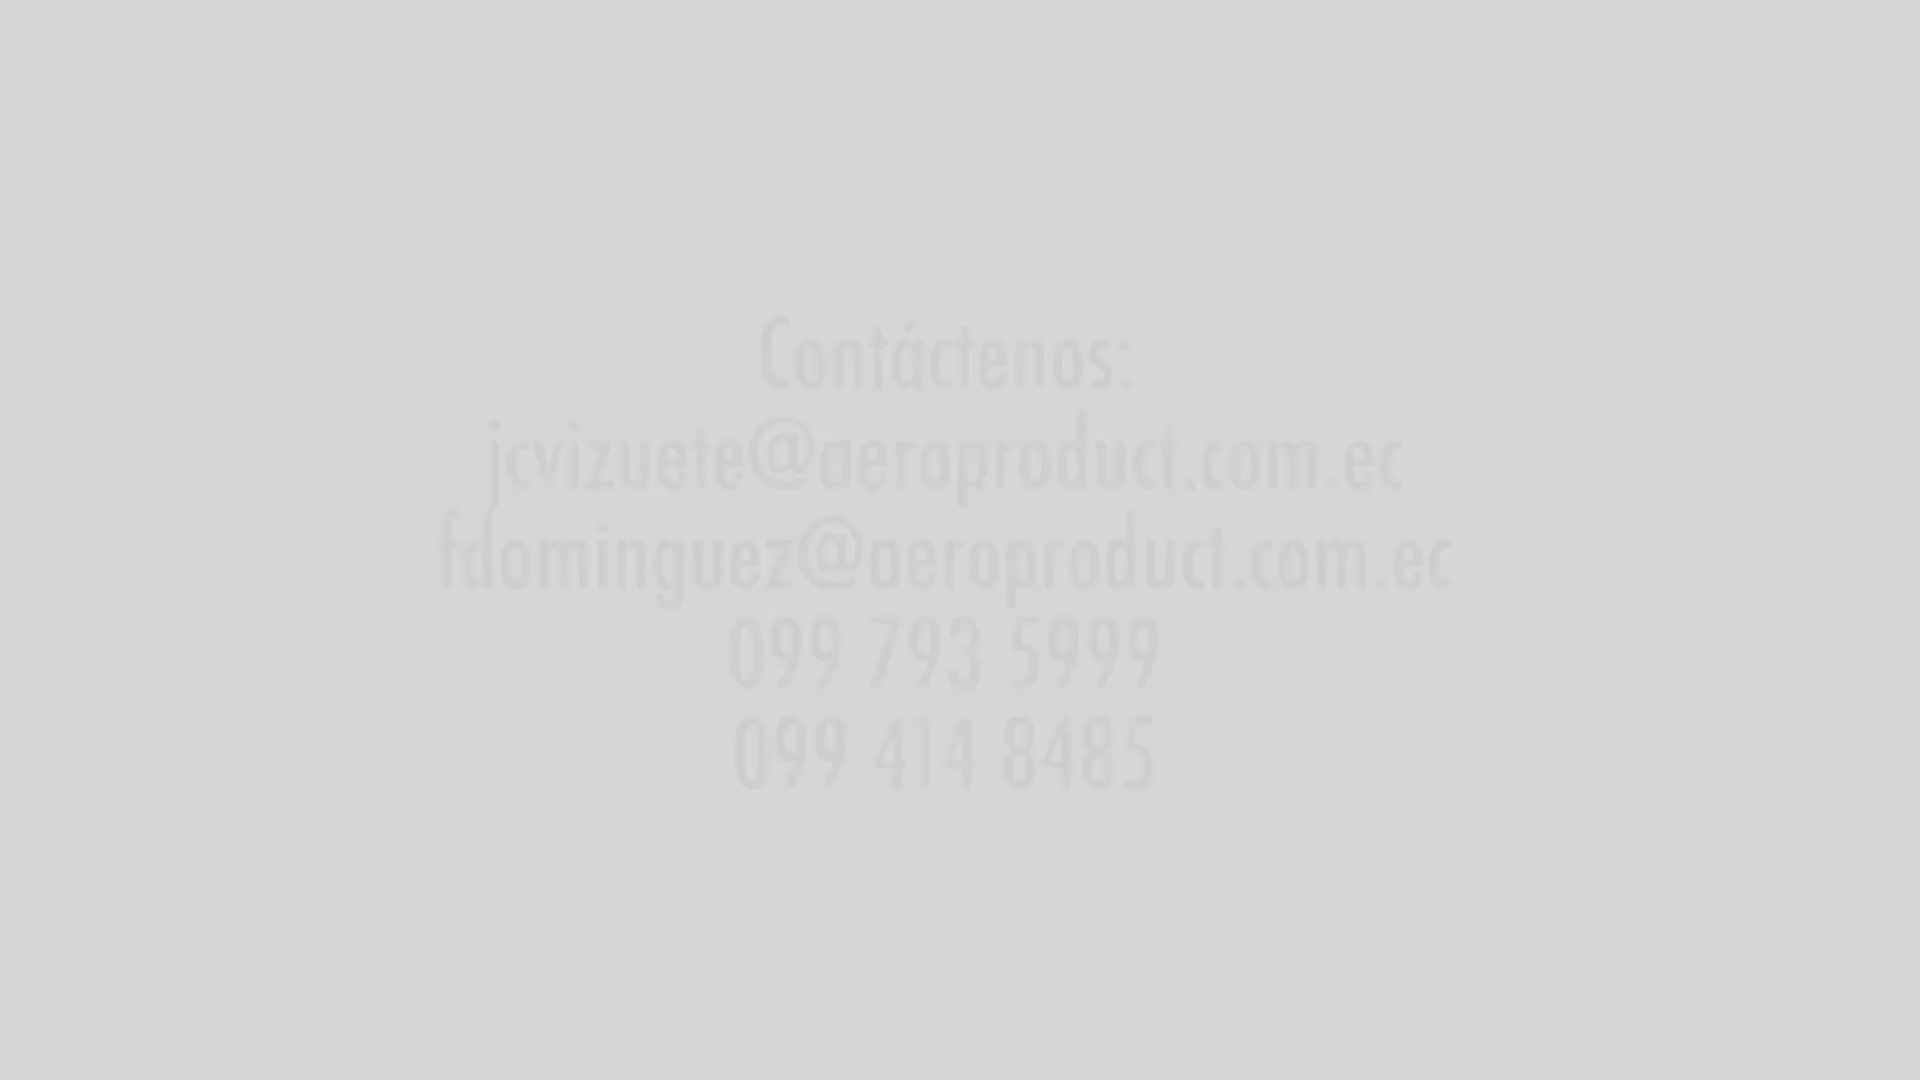 Contáctenos:
jcvizuete@aeroproduct.com.ec
fdominguez@aeroproduct.com.ec
099 793 5999
099 414 8485